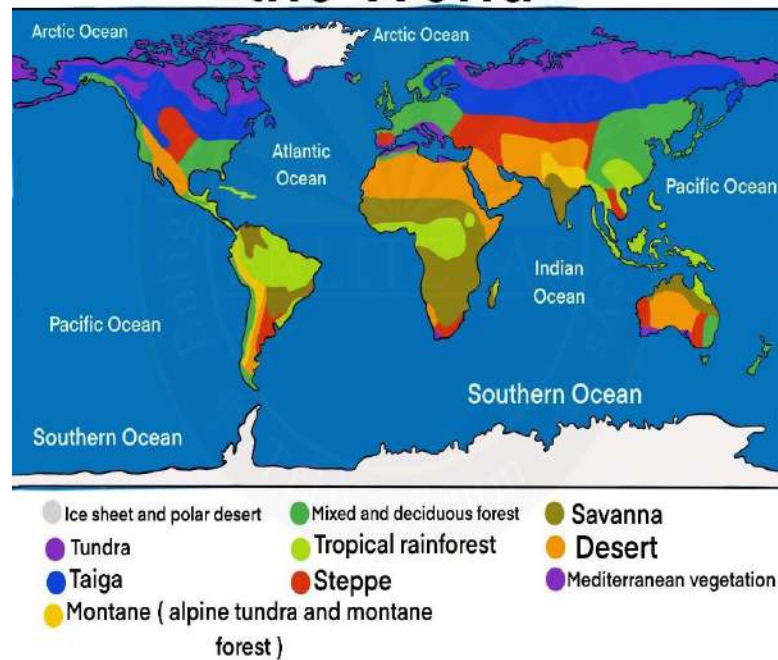 the World
Arctic Ocean
Arctic Ocean
Atlantic
Ocean
Pacific Ocean
Indian
Ocean
Pacific Ocean
Southern Ocean
Southern Ocean
Ice sheet and polar desert
Mixed and deciduous forest
Savanna
Tundra
Tropical rainforest
Desert
Taiga
Steppe
Mediterranean vegetation
Montane ( alpine tundra and montane
forest )